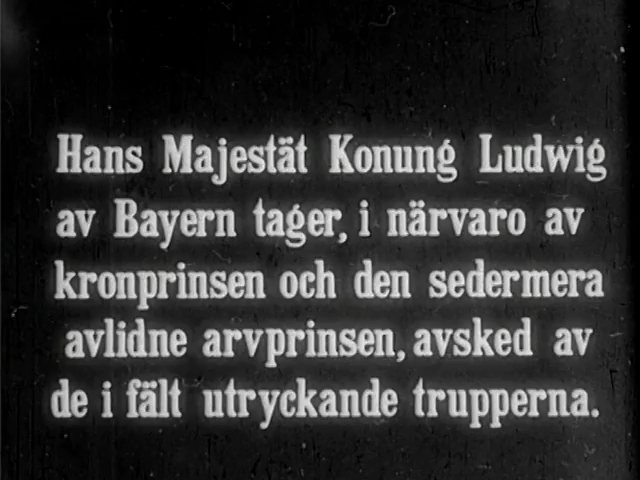 Hans Majestät Konung Ludwig
av Bayern tager, i närvaro av
kronprinsen och den sedermera
avlidne arvprinsen, avsked av
de i fält utryckande trupperna.